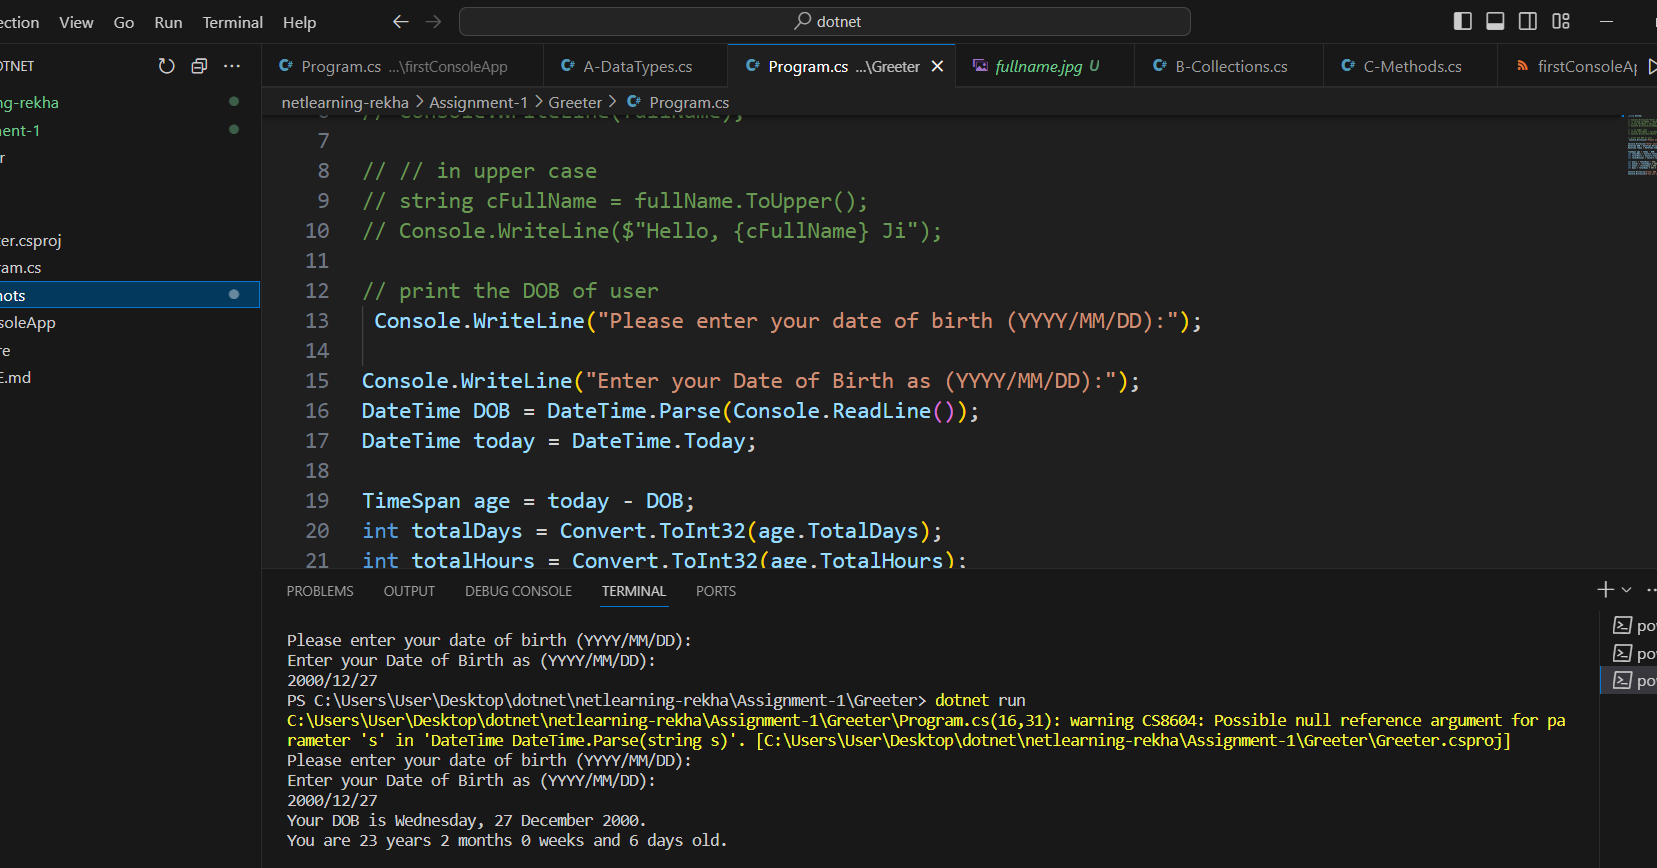 ection View Go Run Terminal Help dotnet
OTNET
Program.cs ...\firstConsoleApp A-DataTypes.cs Program.cs ...\Greeter fullname.jpg U B-Collections.cs C-Methods.cs firstConsoleAp
netlearning-rekha > Assignment-1 > Greeter > Program.cs
ng-rekha
ent-1
r
er.csproj
am.cs
hots
soleApp
re
E.md
6 // Console.WriteLine(fullName);
7
8 // // in upper case
9 // string cFullName = fullName.ToUpper();
10 // Console.WriteLine($"Hello, {cFullName} Ji");
11
12 // print the DOB of user
13 Console.WriteLine("Please enter your date of birth (YYYY/MM/DD):");
14
15 Console.WriteLine("Enter your Date of Birth as (YYYY/MM/DD):");
16 DateTime DOB = DateTime.Parse(Console.ReadLine());
17 DateTime today = DateTime.Today;
18
19 TimeSpan age = today - DOB;
20 int totalDays = Convert.ToInt32(age.TotalDays);
21 int totalHours = Convert.ToInt32(age.TotalHours);
PROBLEMS OUTPUT DEBUG CONSOLE TERMINAL PORTS
Please enter your date of birth (YYYY/MM/DD):
Enter your Date of Birth as (YYYY/MM/DD):
2000/12/27
PS C:\Users\User\Desktop\dotnet\netlearning-rekha\Assignment-1\Greeter> dotnet run
C:\Users\User\Desktop\dotnet\netlearning-rekha\Assignment-1\Greeter\Program.cs(16,31): warning CS8604: Possible null reference argument for pa
rameter 's' in 'DateTime DateTime.Parse(string s)'. [C:\Users\User\Desktop\dotnet\netlearning-rekha\Assignment-1\Greeter\Greeter.csproj]
Please enter your date of birth (YYYY/MM/DD):
Enter your Date of Birth as (YYYY/MM/DD):
2000/12/27
Your DOB is Wednesday, 27 December 2000.
You are 23 years 2 months 0 weeks and 6 days old.
pow
pow
pow